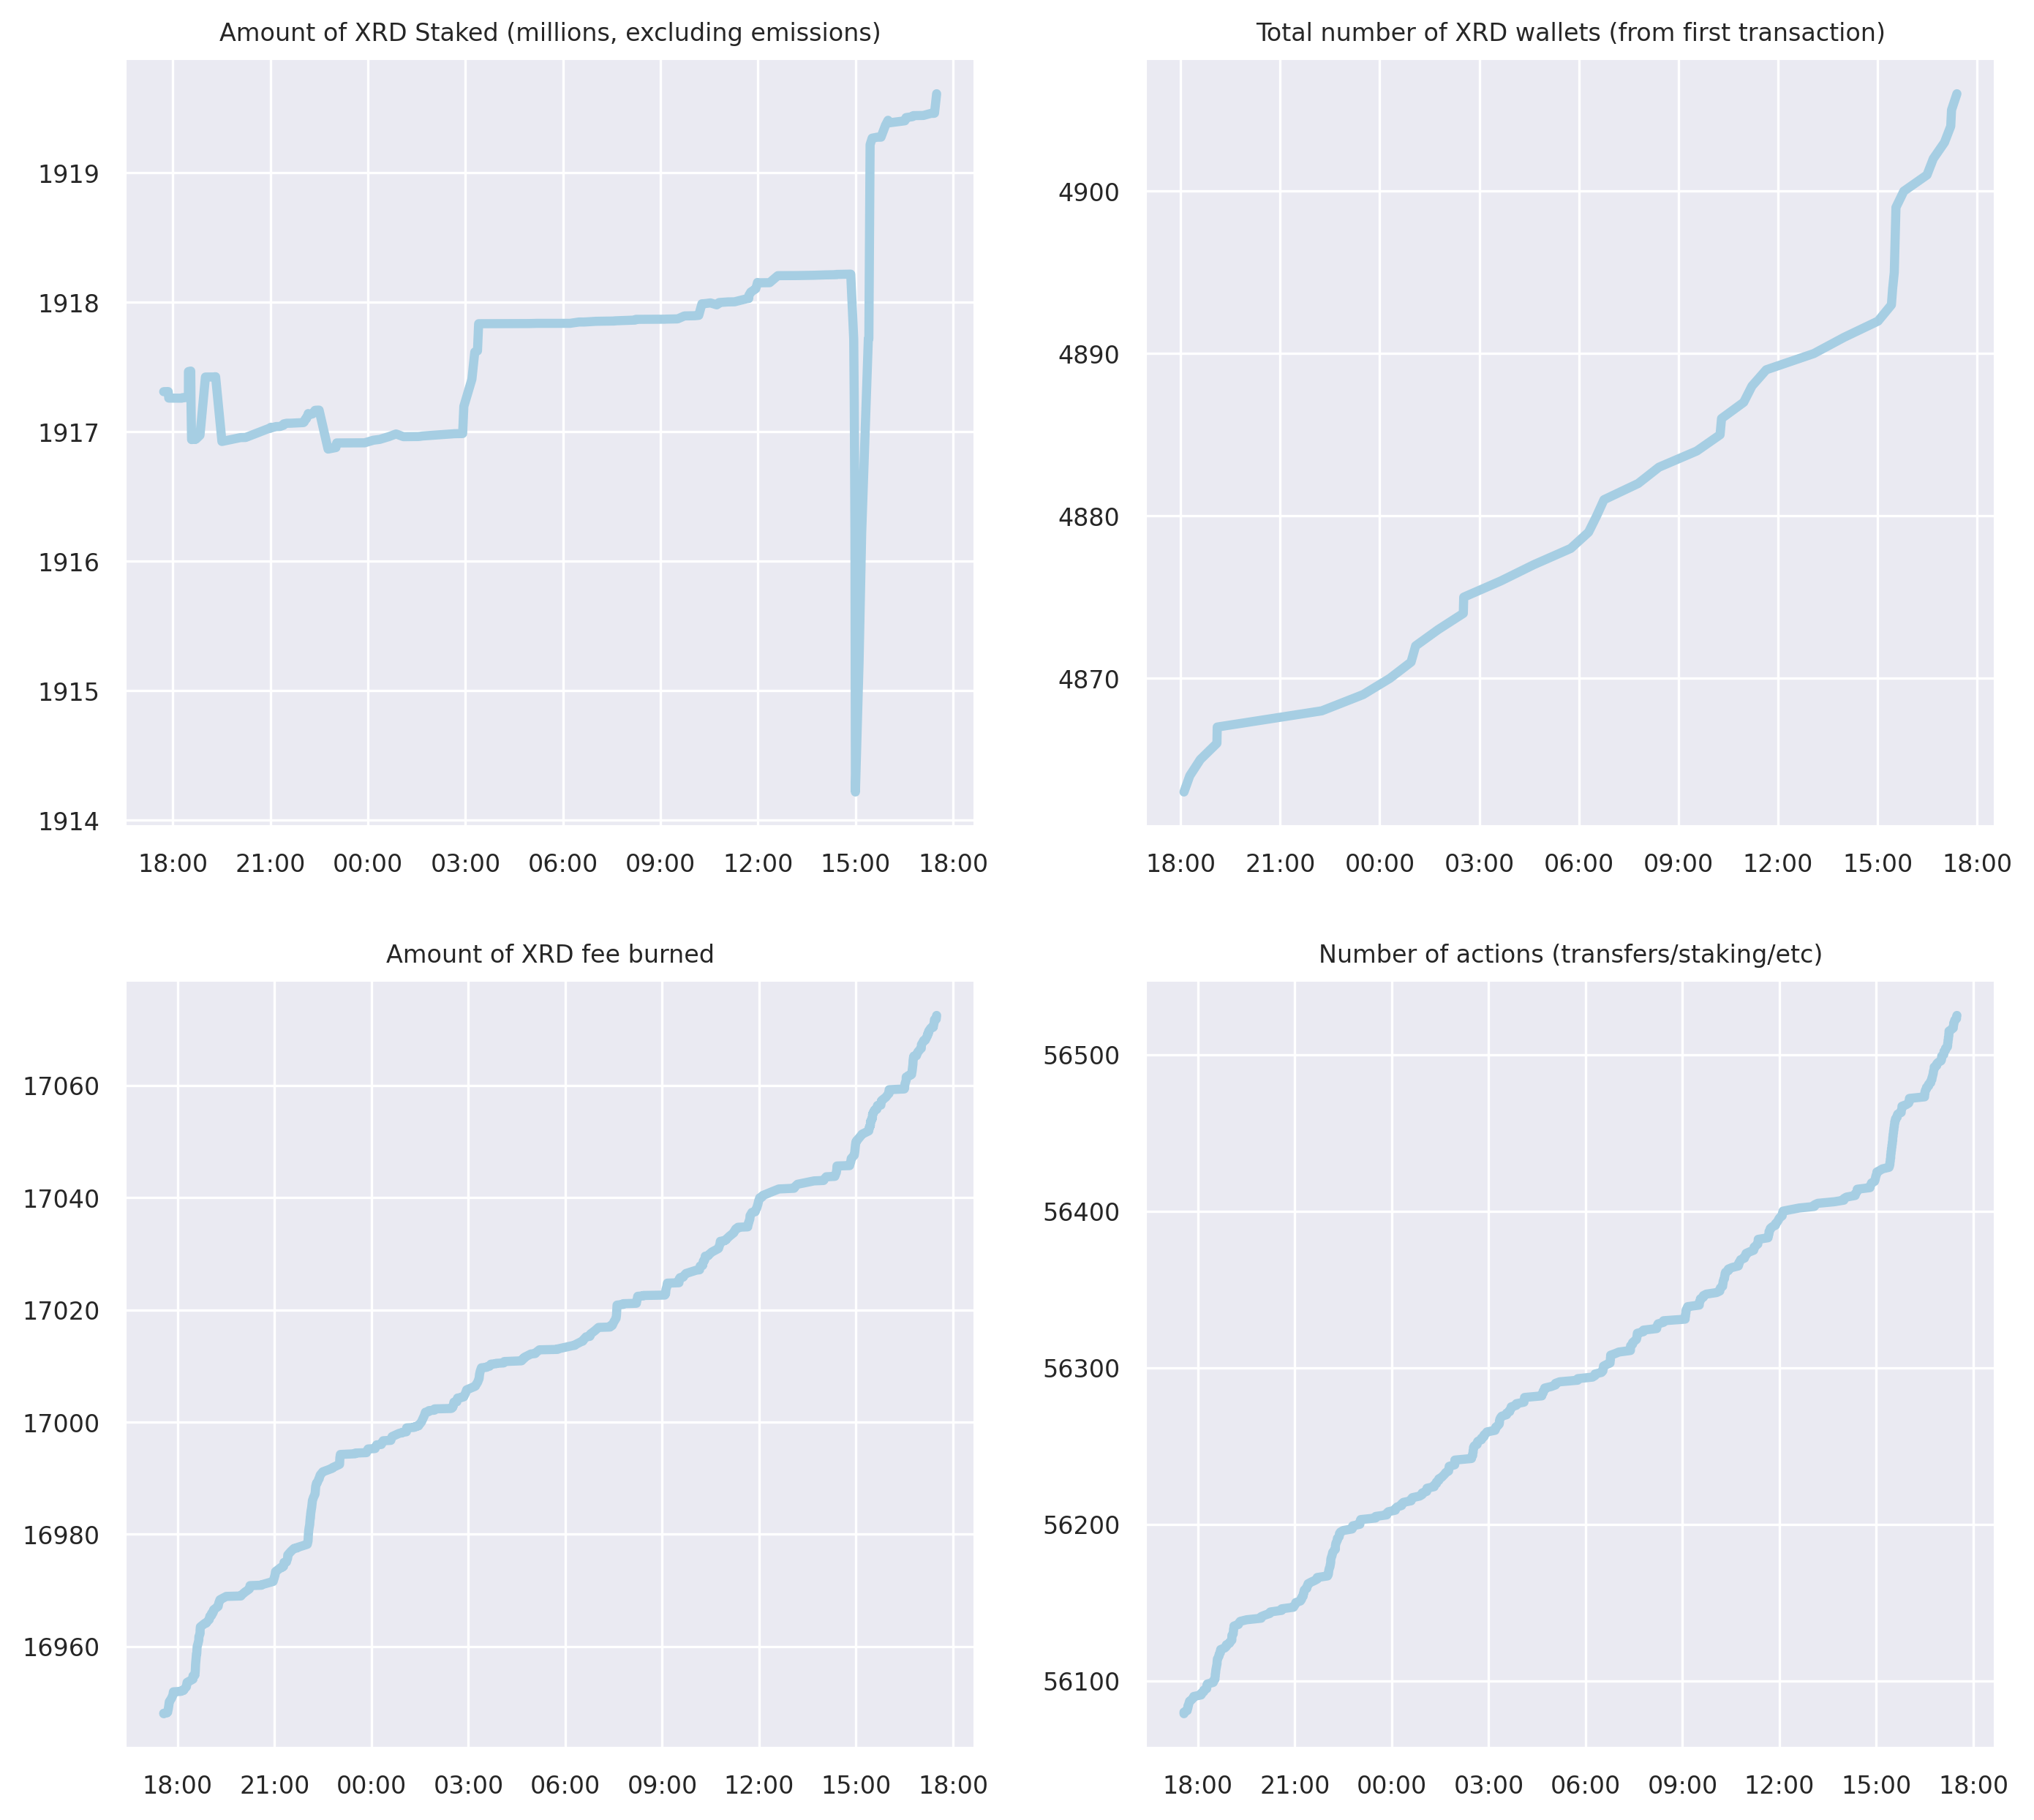 Amount of XRD Staked (millions, excluding emissions)
1919
1918
1917
1916
1915
1914
18:00 21:00 00:00 03:00 06:00 09:00 12:00 15:00 18:00
Total number of XRD wallets (from first transaction)
4900
4890
4880
4870
18:00 21:00 00:00 03:00 06:00 09:00 12:00 15:00 18:00
Amount of XRD fee burned
17060
17040
17020
17000
16980
16960
18:00 21:00 00:00 03:00 06:00 09:00 12:00 15:00 18:00
Number of actions (transfers/staking/etc)
56500
56400
56300
56200
56100
18:00 21:00 00:00 03:00 06:00 09:00 12:00 15:00 18:00